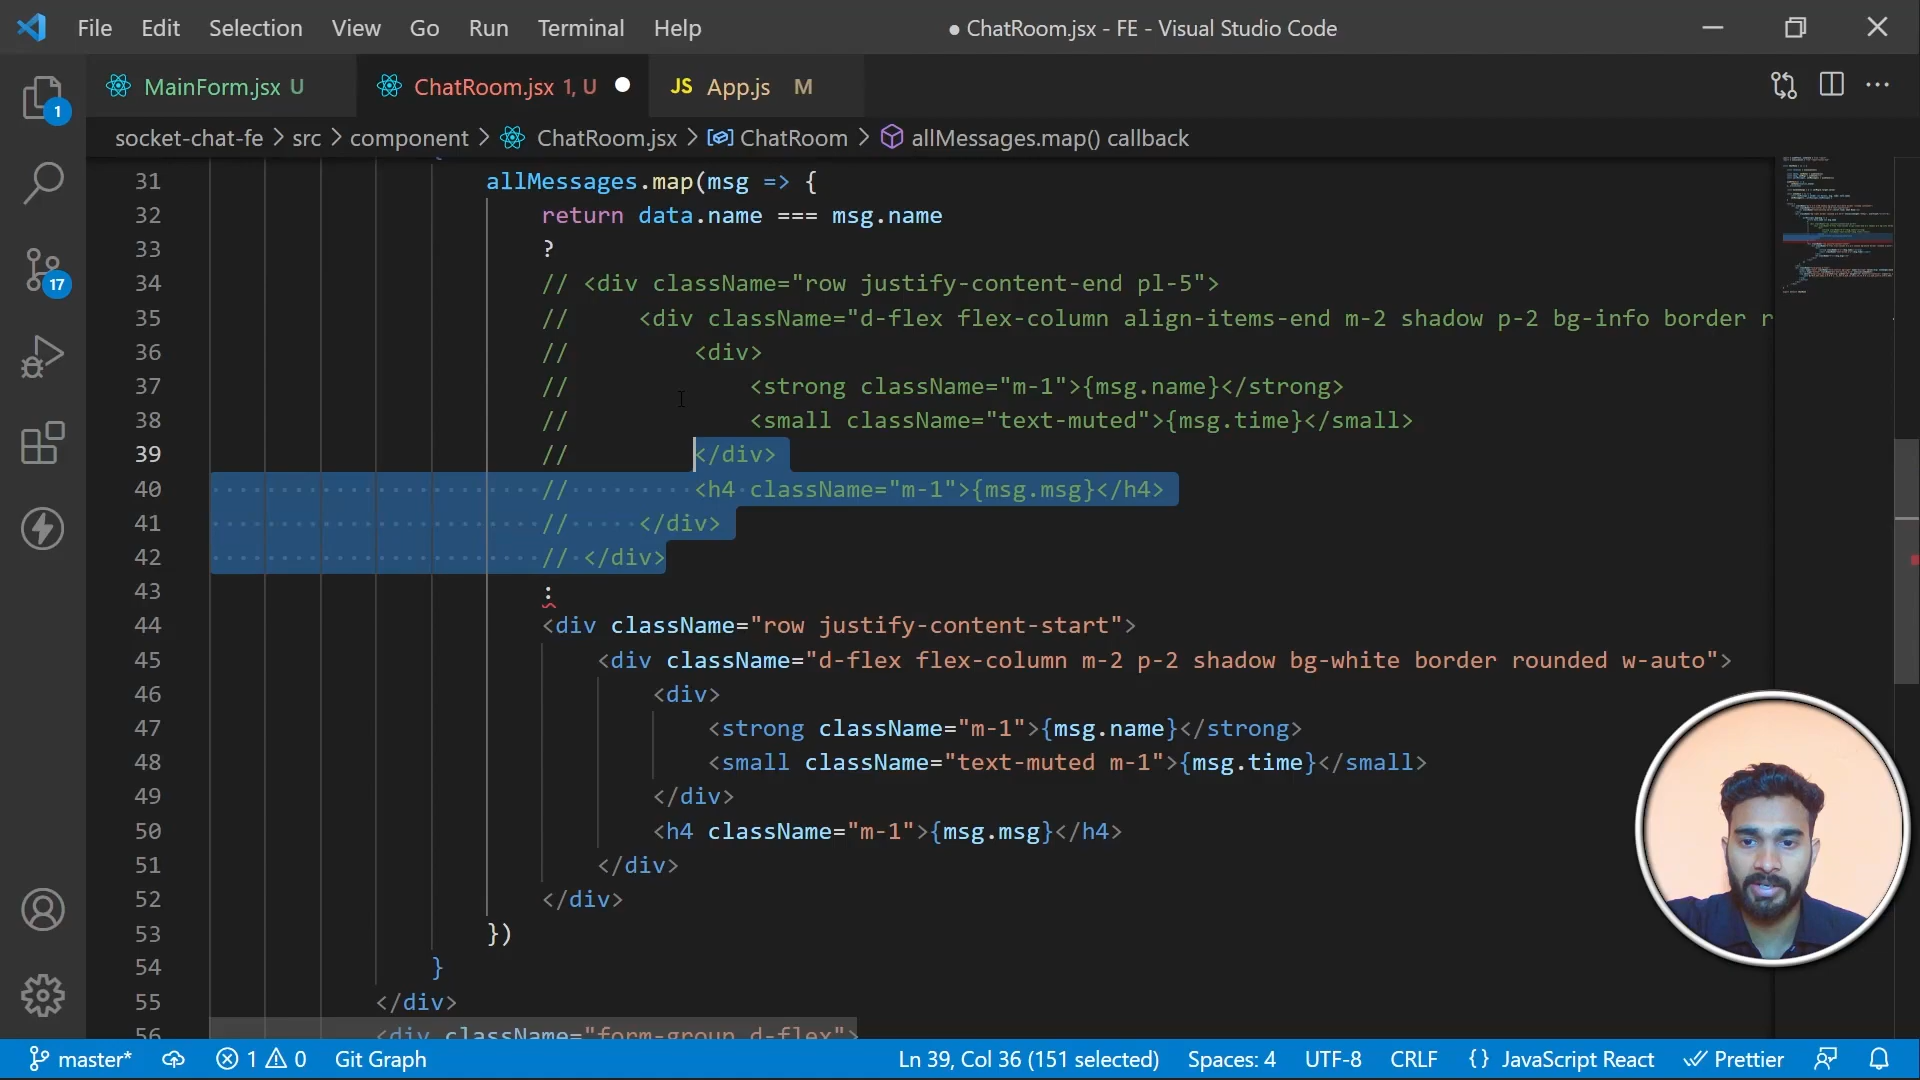 File Edit Selection View Go Run Terminal Help ● ChatRoom.jsx - FE - Visual Studio Code
MainForm.jsx U ChatRoom.jsx 1, U JS App.js M
socket-chat-fe > src > component > ChatRoom.jsx > ChatRoom > allMessages.map() callback
1
17
31 allMessages.map(msg => {
32 return data.name === msg.name
33 ?
34 // <div className="row justify-content-end pl-5">
35 // <div className="d-flex flex-column align-items-end m-2 shadow p-2 bg-info border r
36 // <div>
37 // <strong className="m-1">{msg.name}</strong>
38 // <small className="text-muted">{msg.time}</small>
39 // </div>
40 // <h4 className="m-1">{msg.msg}</h4>
41 // </div>
42 // </div>
43 :
44 <div className="row justify-content-start">
45 <div className="d-flex flex-column m-2 p-2 shadow bg-white border rounded w-auto">
46 <div>
47 <strong className="m-1">{msg.name}</strong>
48 <small className="text-muted m-1">{msg.time}</small>
49 </div>
50 <h4 className="m-1">{msg.msg}</h4>
51 </div>
52 </div>
53 })
54 }
55 </div>
56 <div className="form-group d-flex">
master* 1 0 Git Graph Ln 39, Col 36 (151 selected) Spaces: 4 UTF-8 CRLF {} JavaScript React Prettier